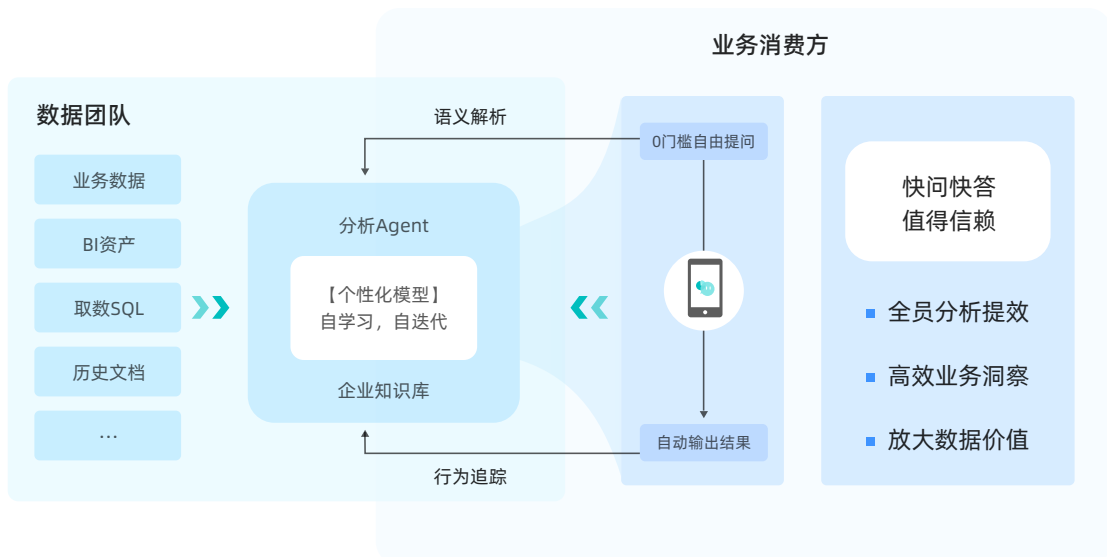 业务消费方
数据团队
业务数据
BI资产
取数SQL
历史文档
...
语义解析
分析Agent
【个性化模型】
自学习，自迭代
企业知识库
行为追踪
0门槛自由提问
自动输出结果
快问快答
值得信赖
全员分析提效
高效业务洞察
放大数据价值